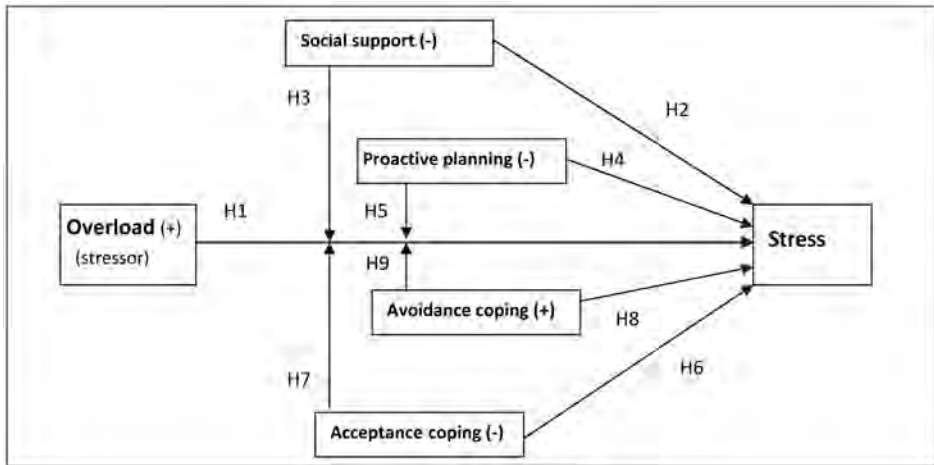 Social support (-)
H3
H2
Proactive planning (-)
H4
H1
H5
Overload (+)
(stressor)
Stress
H9
Avoidance coping (+)
H8
H7
H6
Acceptance coping (-)